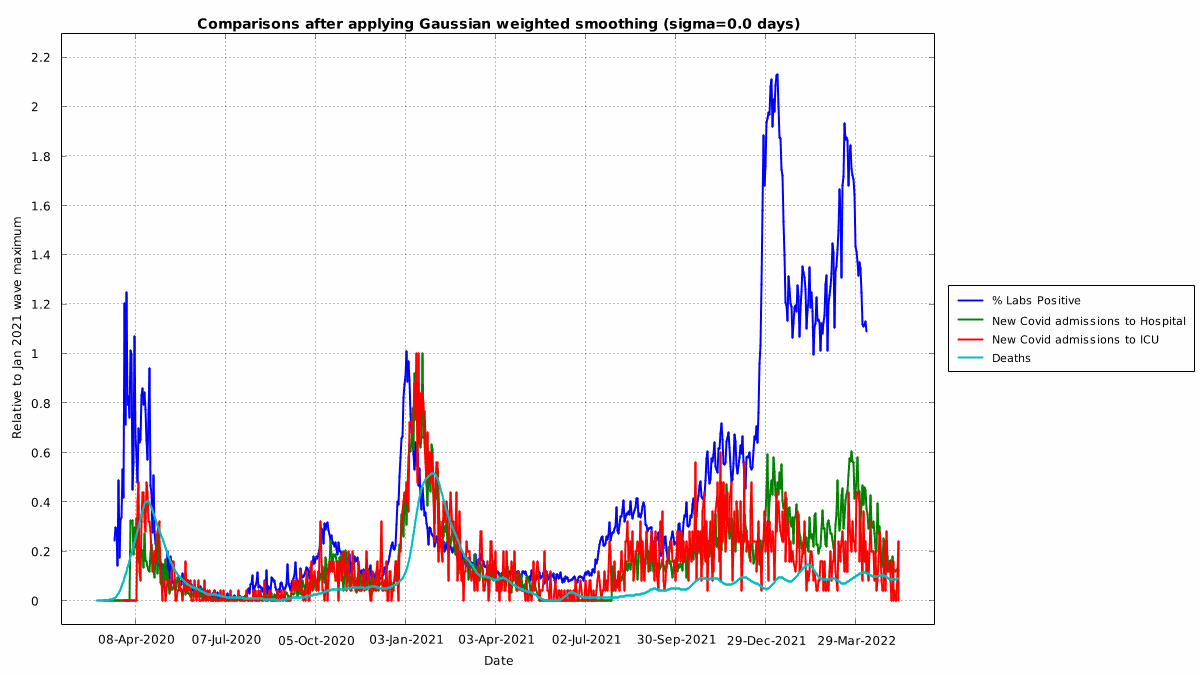 Comparisons after applying Gaussian weighted smoothing (sigma=0.0 days)
2.2
2
1.8
1.6
1.4
1.2
1
0.8
0.6
0.4
0.2
0
Relative to Jan 2021 wave maximum
08-Apr-2020 07-Jul-2020 05-Oct-2020 03-Jan-2021 03-Apr-2021 02-Jul-2021 30-Sep-2021 29-Dec-2021 29-Mar-2022
Date
% Labs Positive
New Covid admissions to Hospital
New Covid admissions to ICU
Deaths